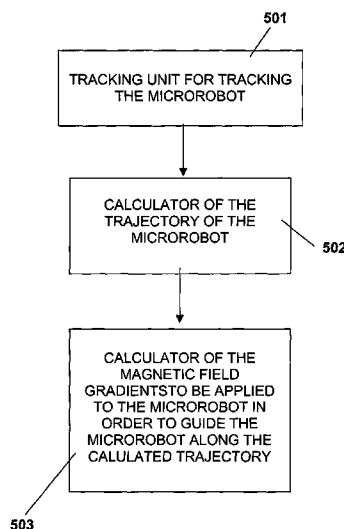 501
TRACKING UNIT FOR TRACKING
THE MICROROBOT
CALCULATOR OF THE
TRAJECTORY OF THE
MICROROBOT
502
CALCULATOR OF THE
MAGNETIC FIELD
GRADIENTSTO BE APPLIED
TO THE MICROROBOT IN
ORDER TO GUIDE THE
MICROROBOT ALONG THE
CALULATED TRAJECTORY
503